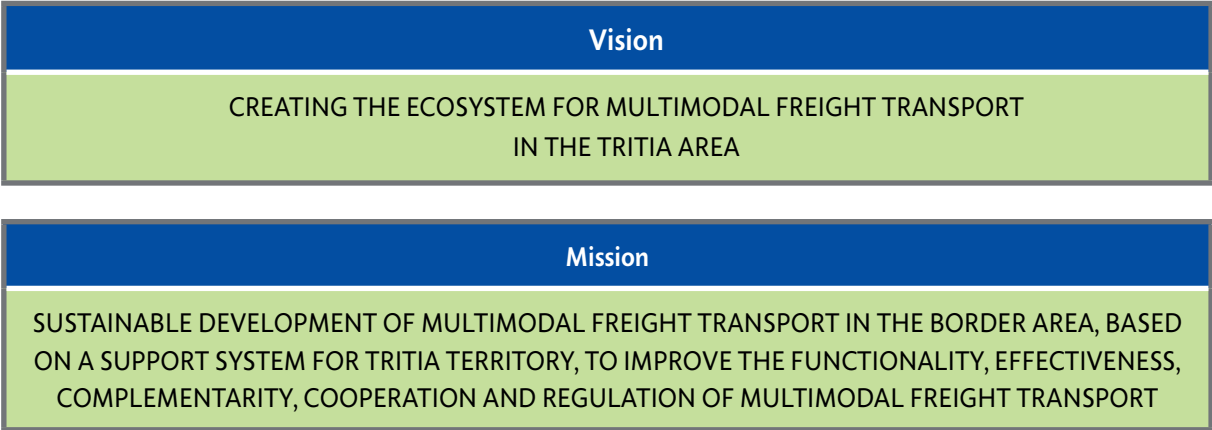 Vision
CREATING THE ECOSYSTEM FOR MULTIMODAL FREIGHT TRANSPORT
IN THE TRITIA AREA
Mission
SUSTAINABLE DEVELOPMENT OF MULTIMODAL FREIGHT TRANSPORT IN THE BORDER AREA, BASED
ON A SUPPORT SYSTEM FOR TRITIA TERRITORY, TO IMPROVE THE FUNCTIONALITY, EFFECTIVENESS,
COMPLEMENTARITY, COOPERATION AND REGULATION OF MULTIMODAL FREIGHT TRANSPORT